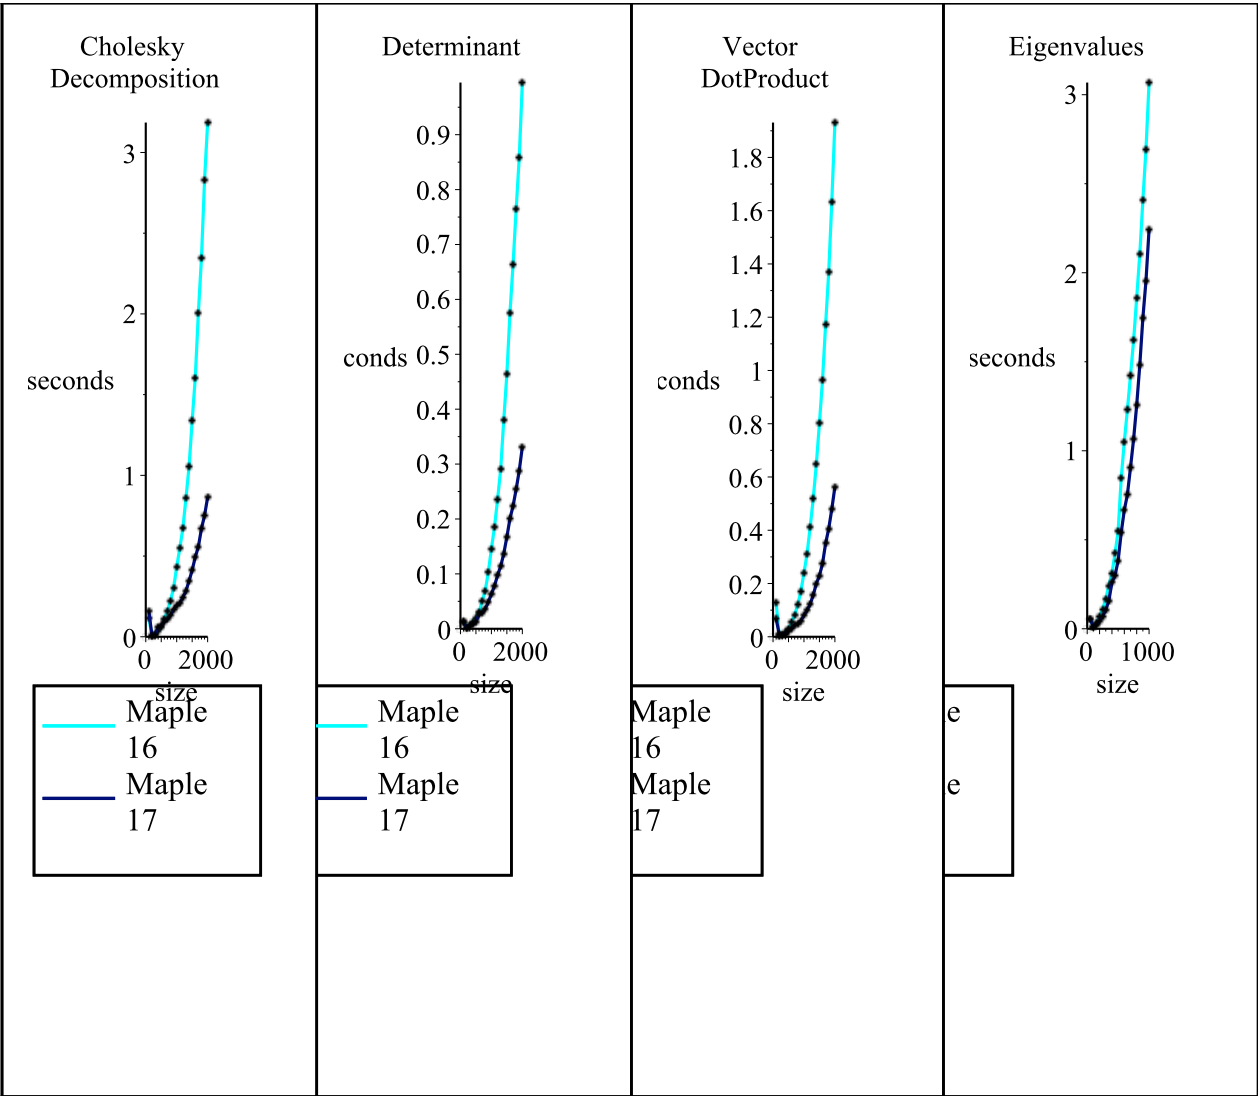 Cholesky
Decomposition
3
2
seconds
1
0
0 2000
size
Maple
16
Maple
17
Determinant
0.9
0.8
0.7
0.6
conds 0.5
0.4
0.3
0.2
0.1
0
0 2000
size
Maple
16
Maple
17
Vector
DotProduct
1.8
1.6
1.4
1.2
conds 1
0.8
0.6
0.4
0.2
0
0 2000
size
Maple
16
Maple
17
Eigenvalues
3
2
seconds
1
0
0 1000
size
e
e